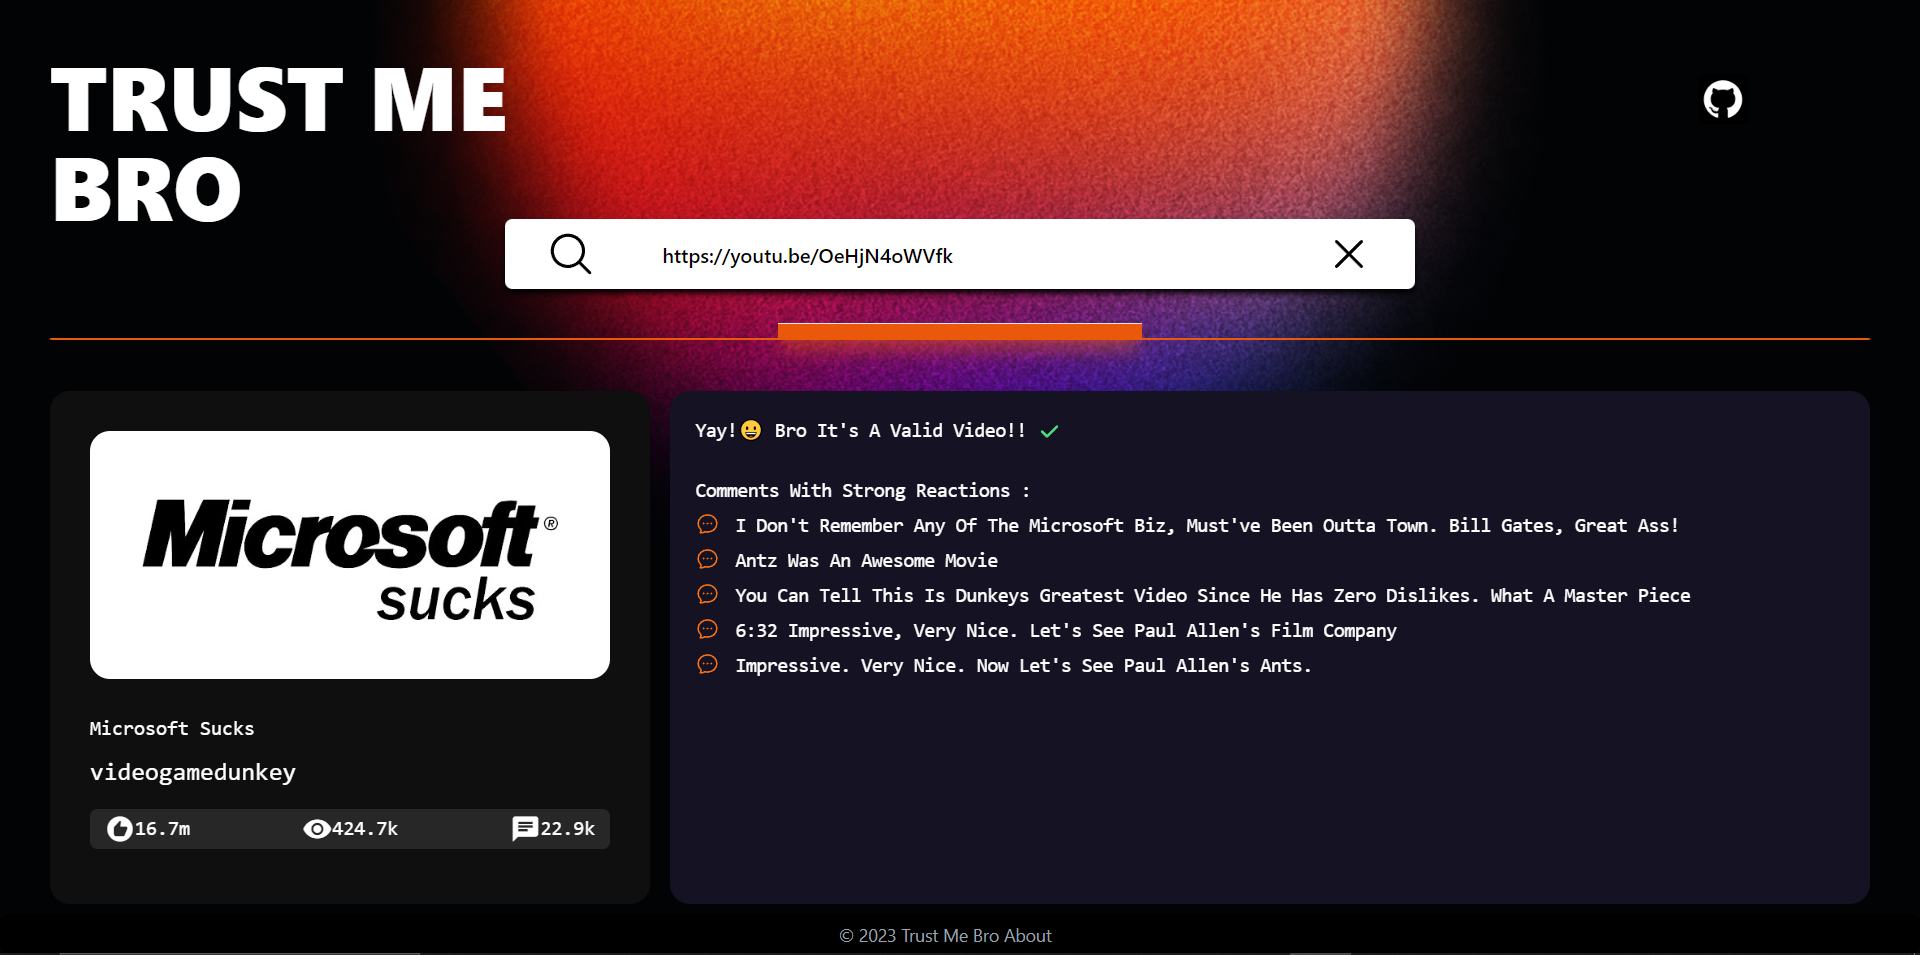 TRUST ME
BRO
https://youtu.be/OeHjN4oWVfk
Microsoft®
sucks
Microsoft Sucks
videogamedunkey
16.7m 424.7k 22.9k
Yay!😀 Bro It's A Valid Video!!
Comments With Strong Reactions :
I Don't Remember Any Of The Microsoft Biz, Must've Been Outta Town. Bill Gates, Great Ass!
Antz Was An Awesome Movie
You Can Tell This Is Dunkeys Greatest Video Since He Has Zero Dislikes. What A Master Piece
6:32 Impressive, Very Nice. Let's See Paul Allen's Film Company
Impressive. Very Nice. Now Let's See Paul Allen's Ants.
© 2023 Trust Me Bro About